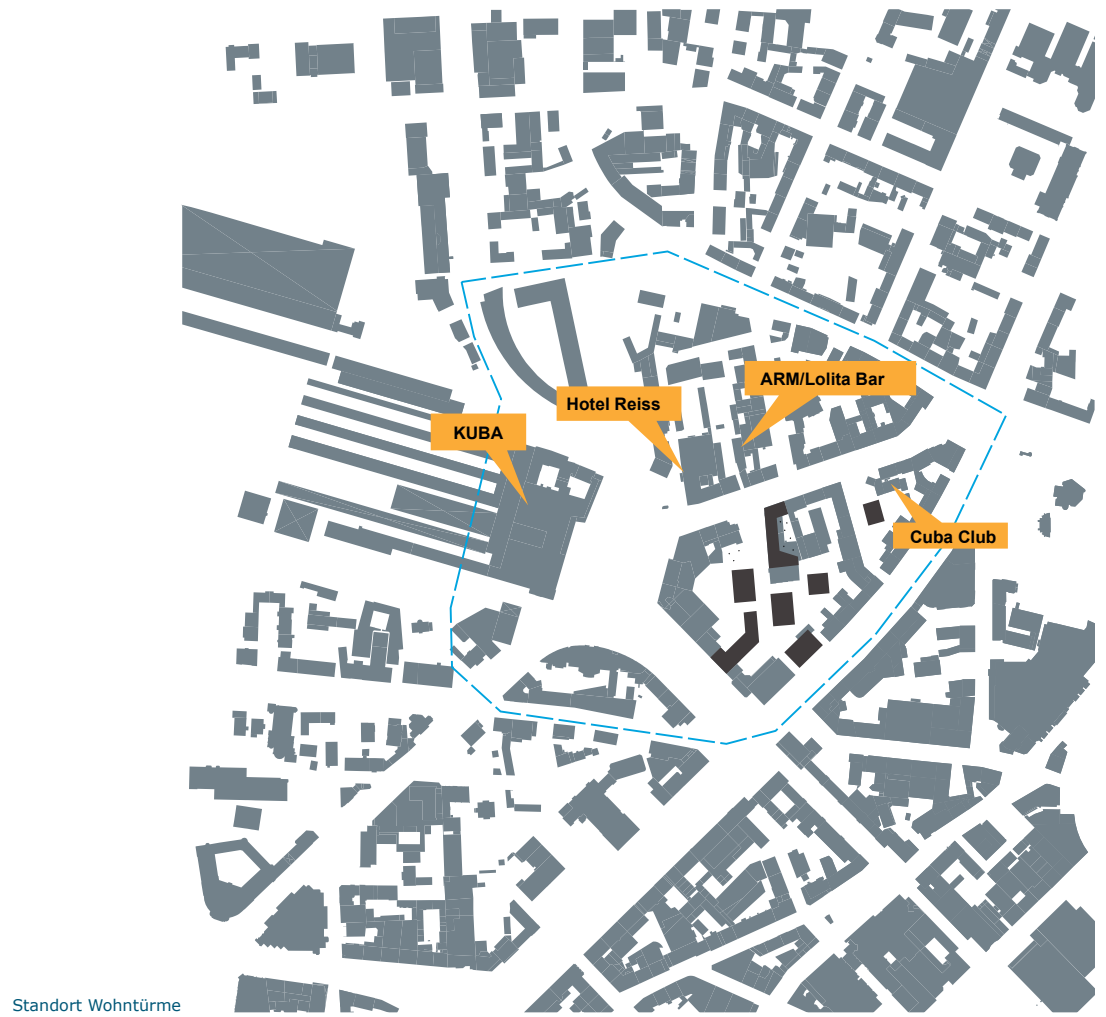 ARM/Lolita Bar
Hotel Reiss
KUBA
Cuba Club
Standort Wohntürme